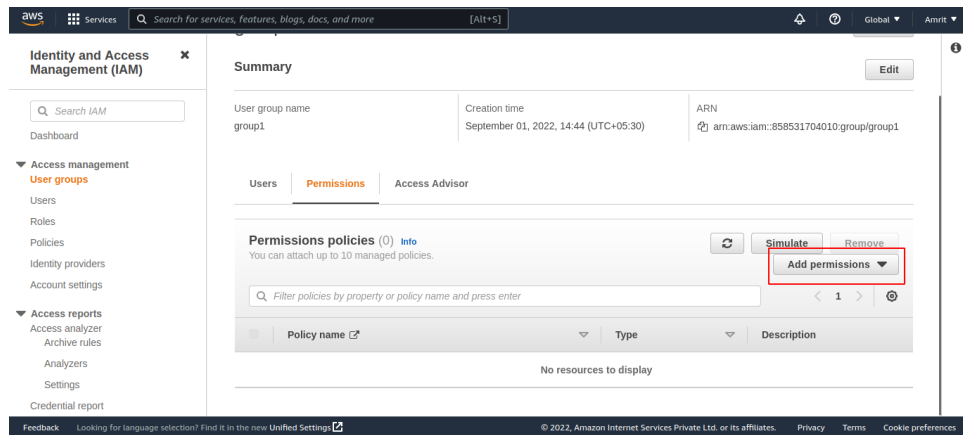 aws Services Search for services, features, blogs, docs, and more [Alt+S] Global Amrit
Identity and Access Management (IAM)
Search IAM
Dashboard
Access management
User groups
Users
Roles
Policies
Identity providers
Account settings
Access reports
Access analyzer
Archive rules
Analyzers
Settings
Credential report
Summary
Edit
User group name
group1
Creation time
September 01, 2022, 14:44 (UTC+05:30)
ARN
arn:aws:iam::858531704010:group/group1
Users Permissions Access Advisor
Permissions policies (0) Info
You can attach up to 10 managed policies.
Simulate Remove
Add permissions
Filter policies by property or policy name and press enter
1
Policy name Type Description
No resources to display
Feedback Looking for language selection? Find it in the new Unified Settings © 2022, Amazon Internet Services Private Ltd. or its affiliates. Privacy Terms Cookie preferences